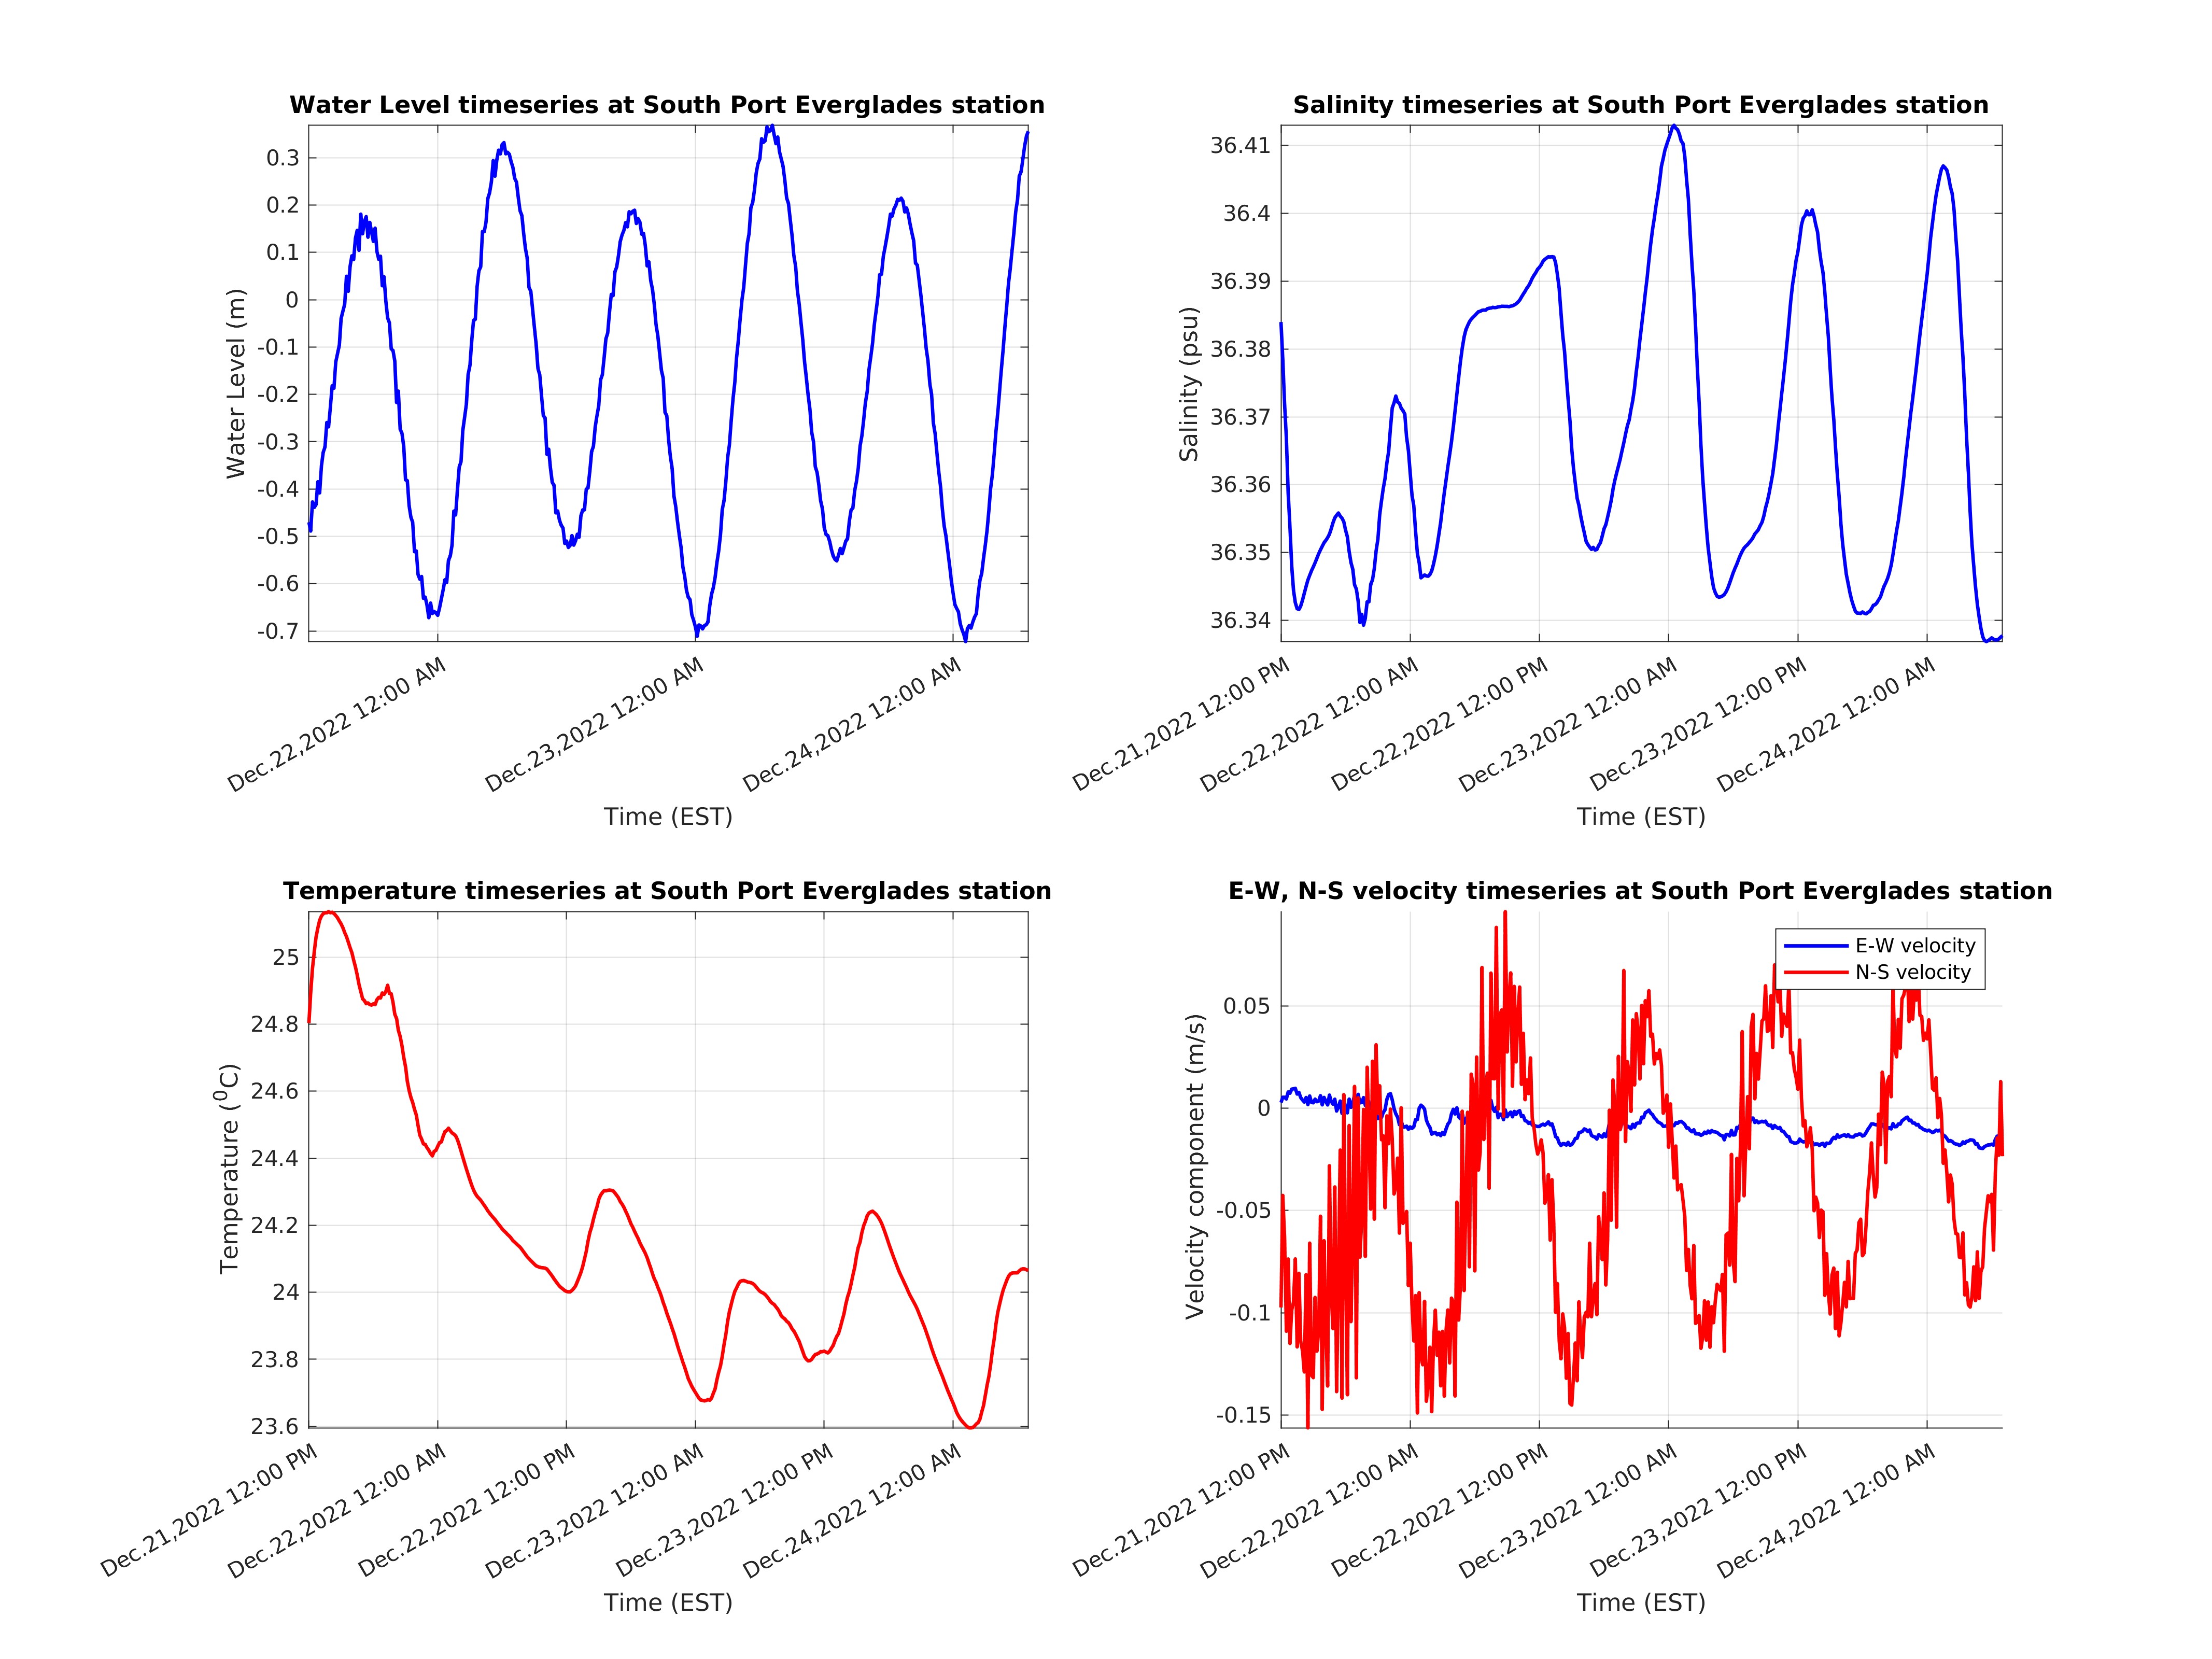 Water Level timeseries at South Port Everglades station
0.3
0.2
0.1
0
-0.1
-0.2
-0.3
-0.4
-0.5
-0.6
-0.7
Water Level (m)
Dec.22,2022 12:00 AM
Dec.23,2022 12:00 AM
Dec.24,2022 12:00 AM
Time (EST)
Salinity timeseries at South Port Everglades station
36.41
36.4
36.39
36.38
36.37
36.36
36.35
36.34
Salinity (psu)
Dec.21,2022 12:00 PM
Dec.22,2022 12:00 AM
Dec.22,2022 12:00 PM
Dec.23,2022 12:00 AM
Dec.23,2022 12:00 PM
Dec.24,2022 12:00 AM
Time (EST)
Temperature timeseries at South Port Everglades station
25
24.8
24.6
24.4
24.2
24
23.8
23.6
Temperature (⁰C)
Dec.21,2022 12:00 PM
Dec.22,2022 12:00 AM
Dec.22,2022 12:00 PM
Dec.23,2022 12:00 AM
Dec.23,2022 12:00 PM
Dec.24,2022 12:00 AM
Time (EST)
E-W, N-S velocity timeseries at South Port Everglades station
E-W velocity
N-S velocity
0.05
0
-0.05
-0.1
-0.15
Velocity component (m/s)
Dec.21,2022 12:00 PM
Dec.22,2022 12:00 AM
Dec.22,2022 12:00 PM
Dec.23,2022 12:00 AM
Dec.23,2022 12:00 PM
Dec.24,2022 12:00 AM
Time (EST)